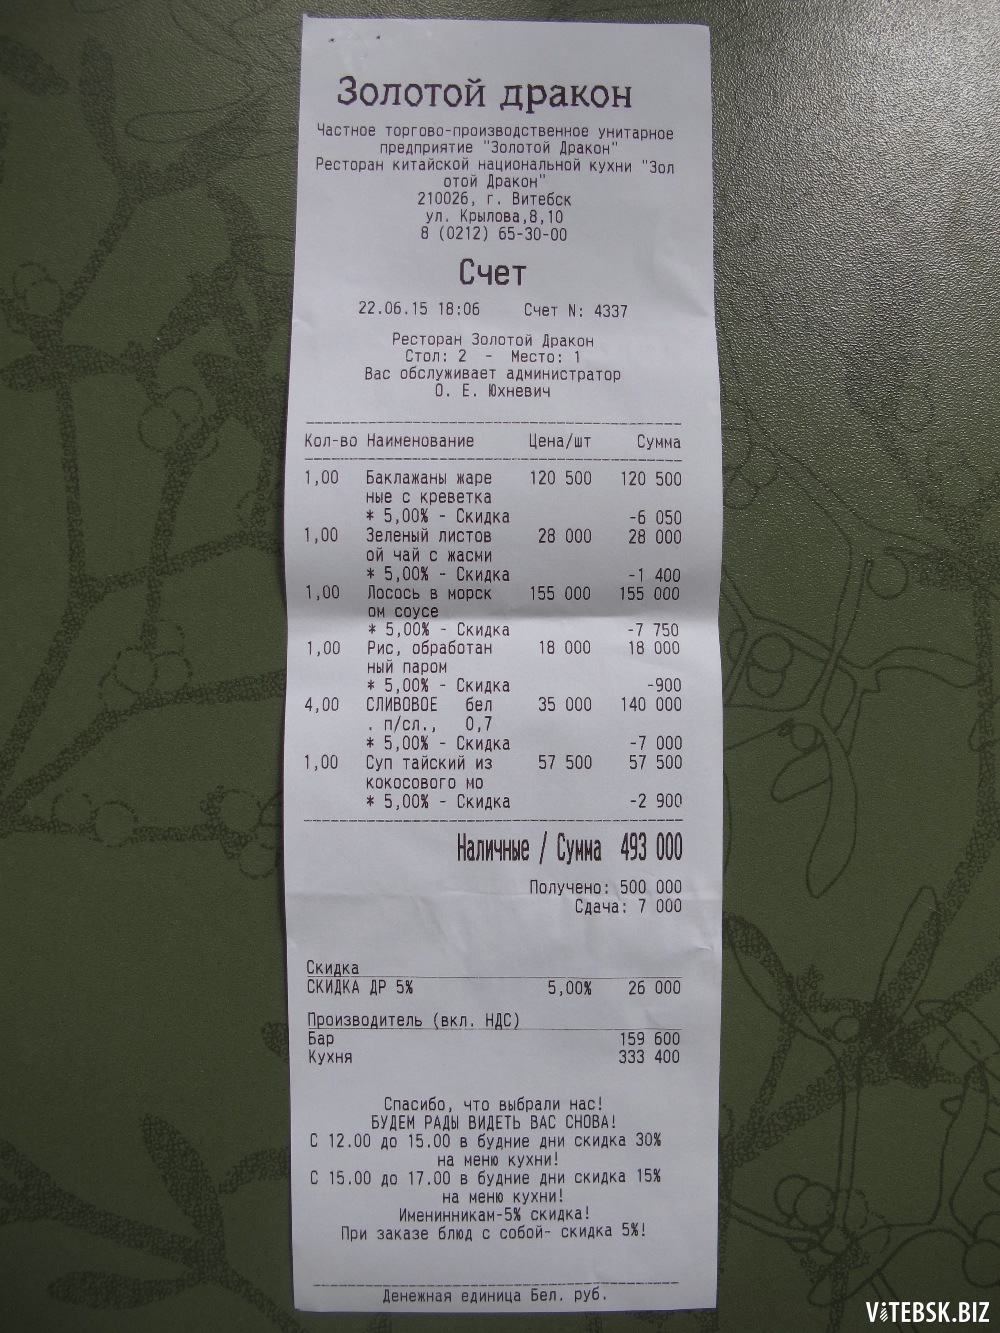 Золотой дракон
Частное торгово-производственное унитарное
предприятие "Золотой Дракон"
Ресторан китайской национальной кухни "Зол
отой Дракон"
210026, г. Витебск
ул. Крылова,8,10
8 (0212) 65-30-00
Счет
22.06.15 18:06 Счет N: 4337
Ресторан Золотой Дракон
Стол: 2 - Место: 1
Вас обслуживает администратор
О. Е. Юхневич
Кол-во Наименование Цена/шт Сумма
1,00 Баклажаны жаре 120 500 120 500
ные с креветка
* 5,00% - Скидка -6 050
1,00 Зеленый листов 28 000 28 000
ой чай с жасми
* 5,00% - Скидка -1 400
1,00 Лосось в морск 155 000 155 000
ом соусе
* 5,00% - Скидка -7 750
1,00 Рис, обработан 18 000 18 000
ный паром
* 5,00% - Скидка -900
4,00 СЛИВОВОЕ бел 35 000 140 000
. п/сл., 0,7
* 5,00% - Скидка -7 000
1,00 Суп тайский из 57 500 57 500
кокосового мо
* 5,00% - Скидка -2 900
Наличные / Сумма 493 000
Получено: 500 000
Сдача: 7 000
Скидка
СКИДКА ДР 5% 5,00% 26 000
Производитель (вкл. НДС)
Бар 159 600
Кухня 333 400
Спасибо, что выбрали нас!
БУДЕМ РАДЫ ВИДЕТЬ ВАС СНОВА!
С 12.00 до 15.00 в будние дни скидка 30%
на меню кухни!
С 15.00 до 17.00 в будние дни скидка 15%
на меню кухни!
Именинникам-5% скидка!
При заказе блюд с собой- скидка 5%!
Денежная единица Бел. руб.
ViTEBSK.BIZ